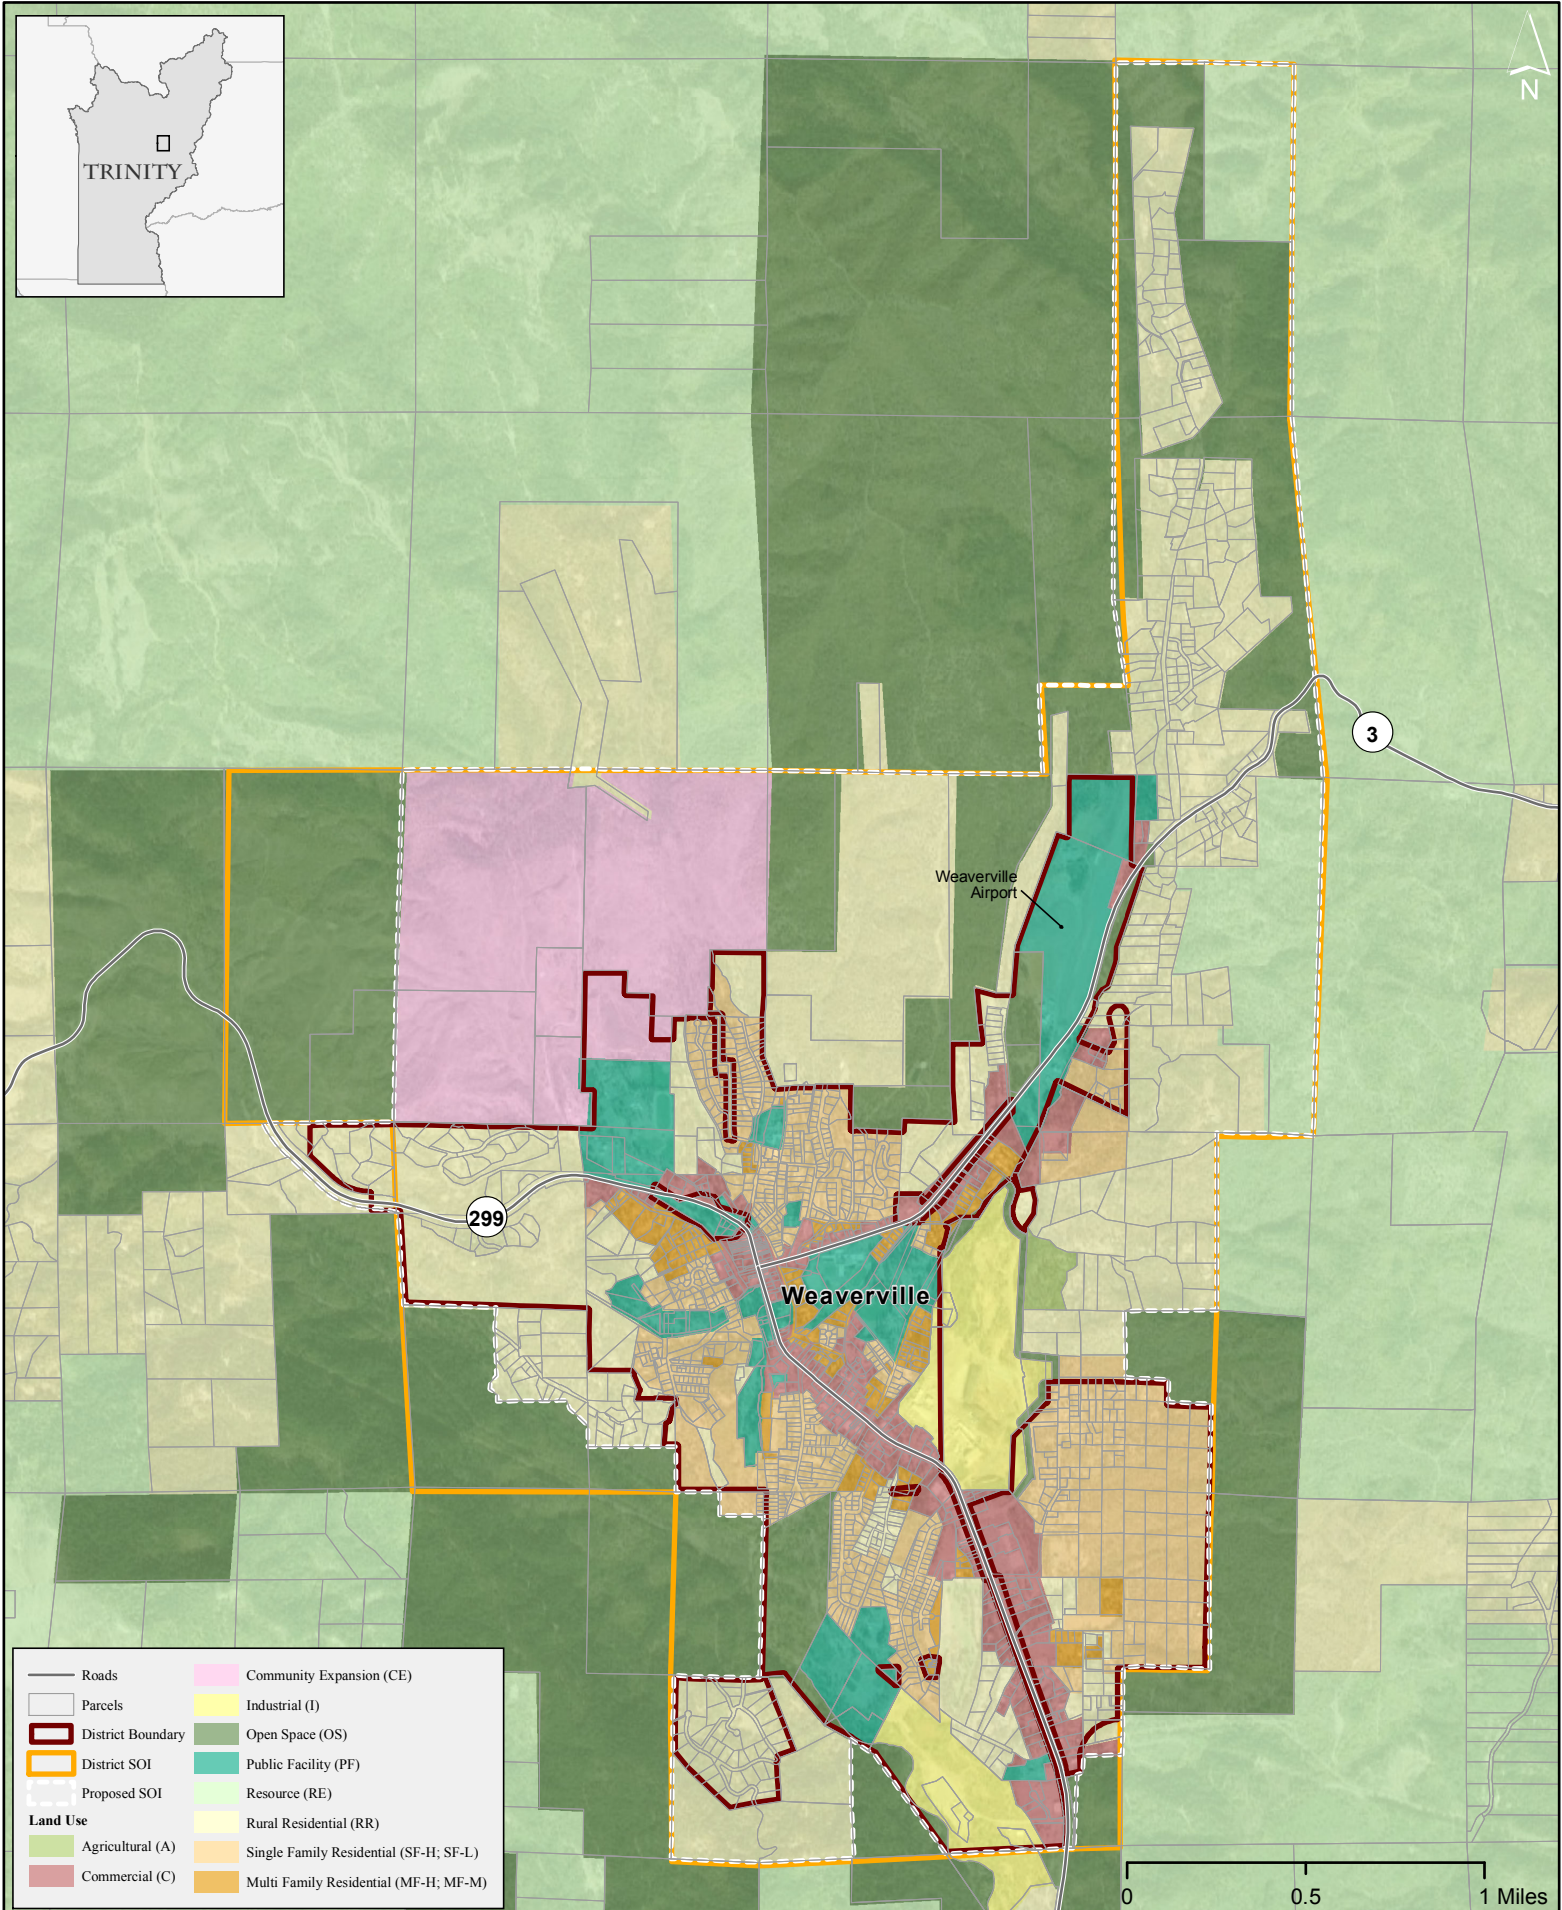 TRINITY
N
3
Weaverville
Airport
299
Weaverville
Roads
Parcels
District Boundary
District SOI
Proposed SOI
Land Use
Agricultural (A)
Commercial (C)
Community Expansion (CE)
Industrial (I)
Open Space (OS)
Public Facility (PF)
Resource (RE)
Rural Residential (RR)
Single Family Residential (SF-H; SF-L)
Multi Family Residential (MF-H; MF-M)
0 0.5 1 Miles